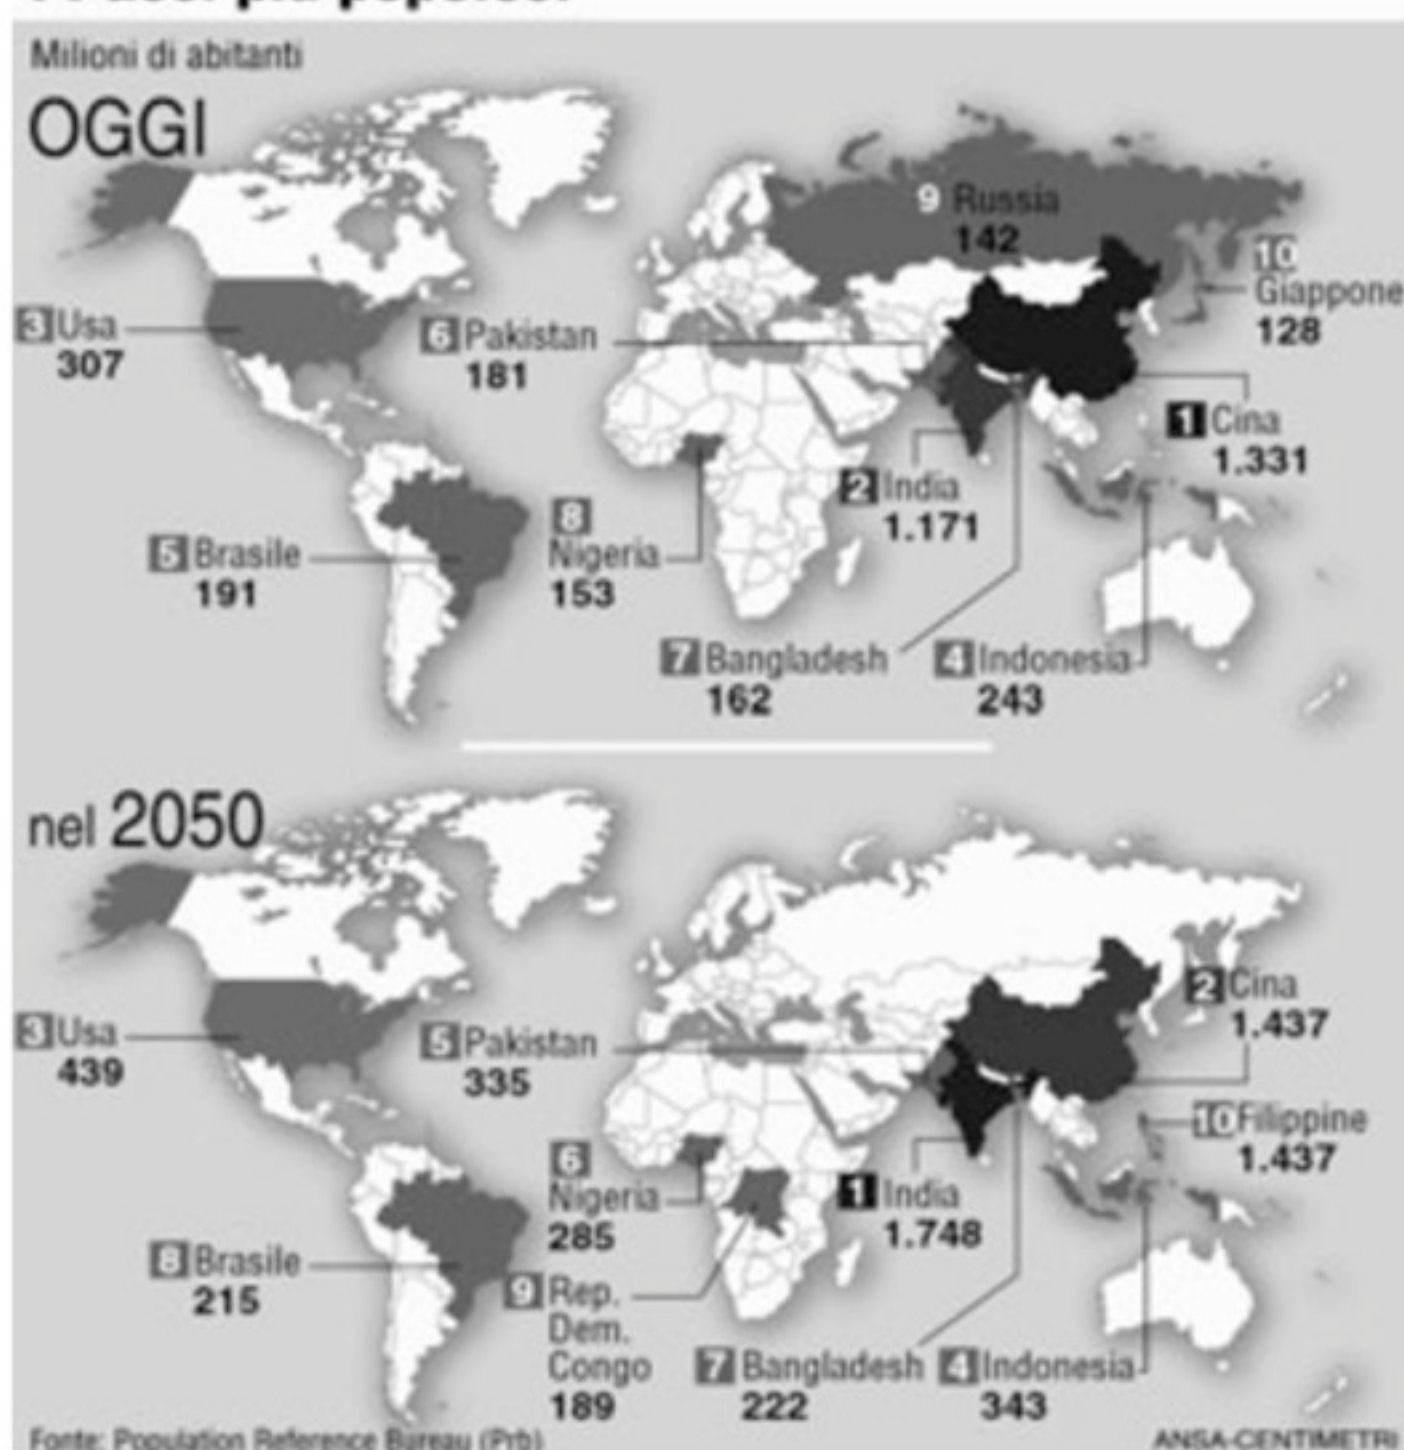 Milioni di abitanti
OGGI
9 Russia
142
10
Giappone
128
3 Usa
307
6 Pakistan
181
1 Cina
1.331
2 India
1.171
5 Brasile
191
8
Nigeria
153
7 Bangladesh
162
4 Indonesia
243
nel 2050
2 Cina
1.437
3 Usa
439
5 Pakistan
335
10 Filippine
1.437
6
Nigeria
285
1 India
1.748
8 Brasile
215
9 Rep.
Dem.
Congo
189
7 Bangladesh
222
4 Indonesia
343
Fonte: Population Reference Bureau (Prb)
ANSA-CENTIMETRI